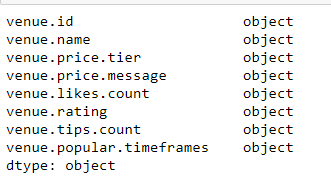 venue.id object
venue.name object
venue.price.tier object
venue.price.message object
venue.likes.count object
venue.rating object
venue.tips.count object
venue.popular.timeframes object
dtype: object